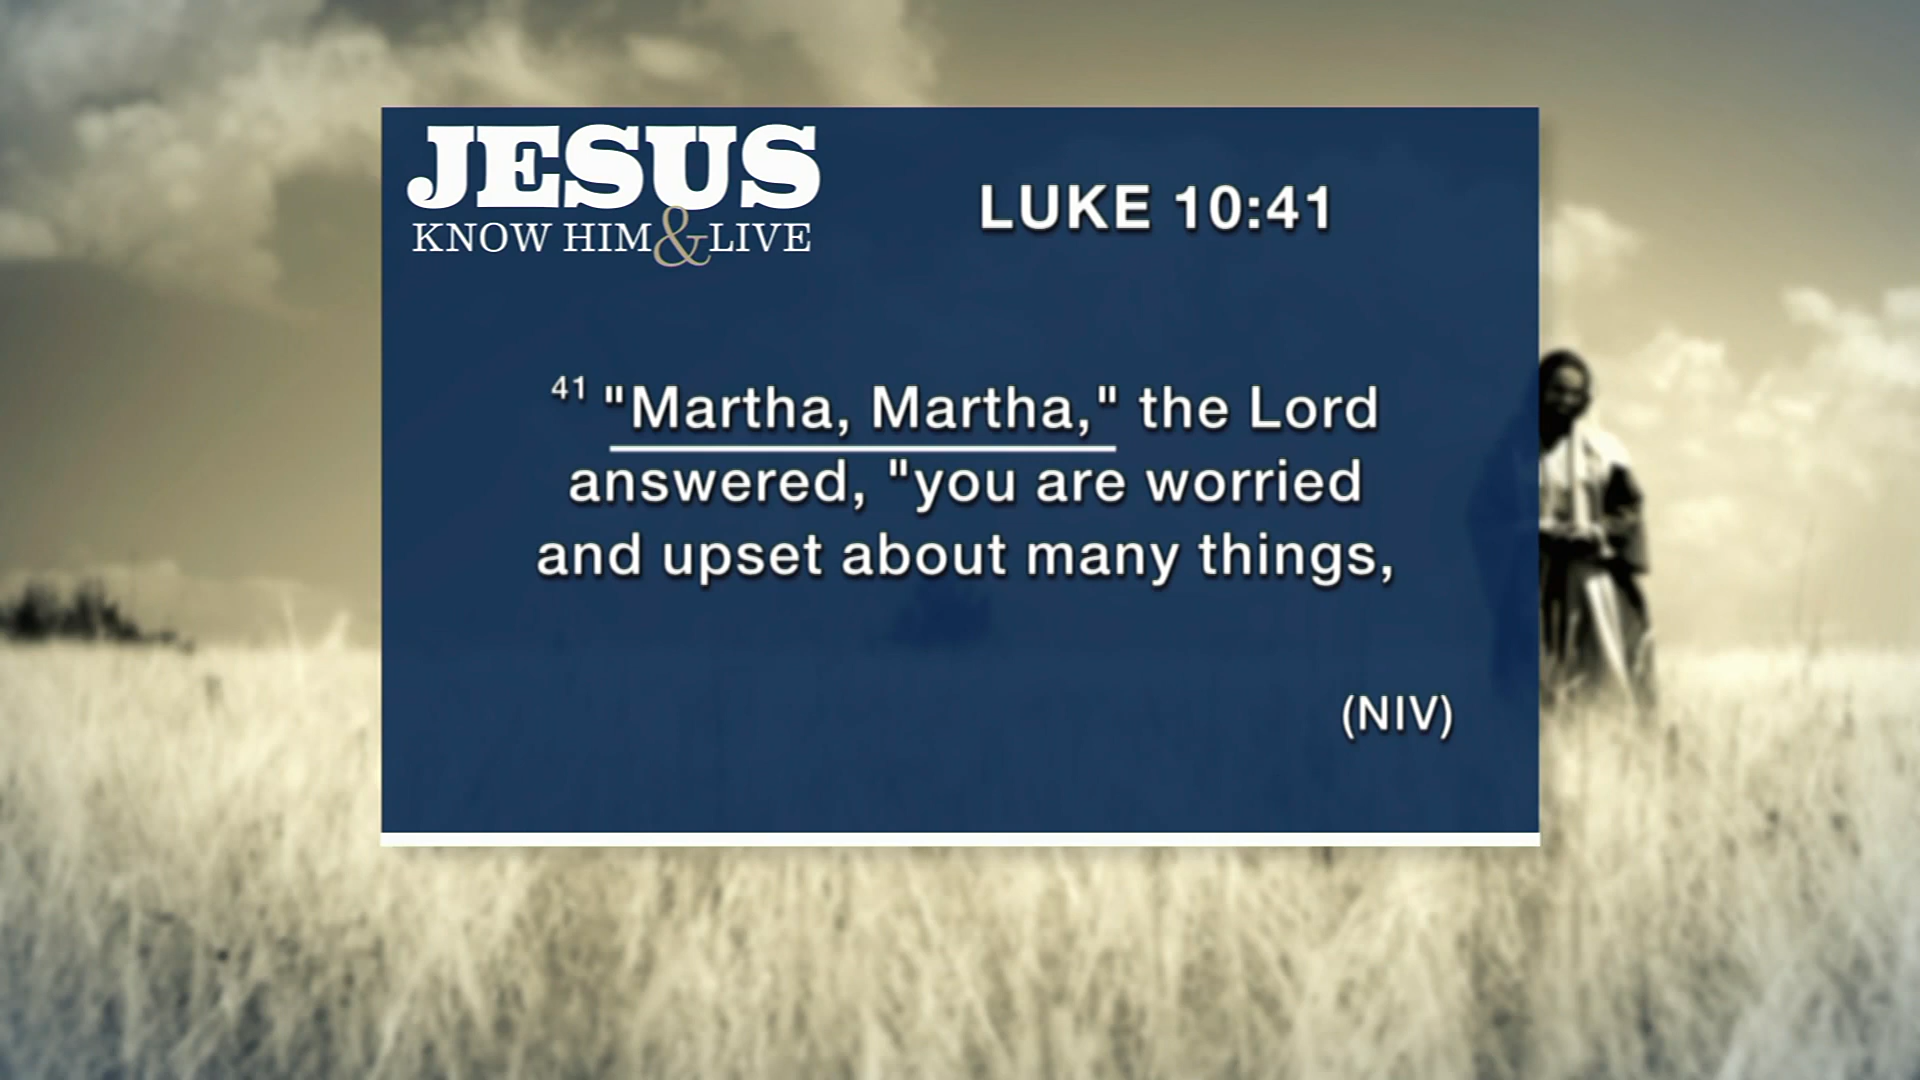 JESUS
KNOW HIM & LIVE
LUKE 10:41
41 "Martha, Martha," the Lord
answered, "you are worried
and upset about many things,
(NIV)